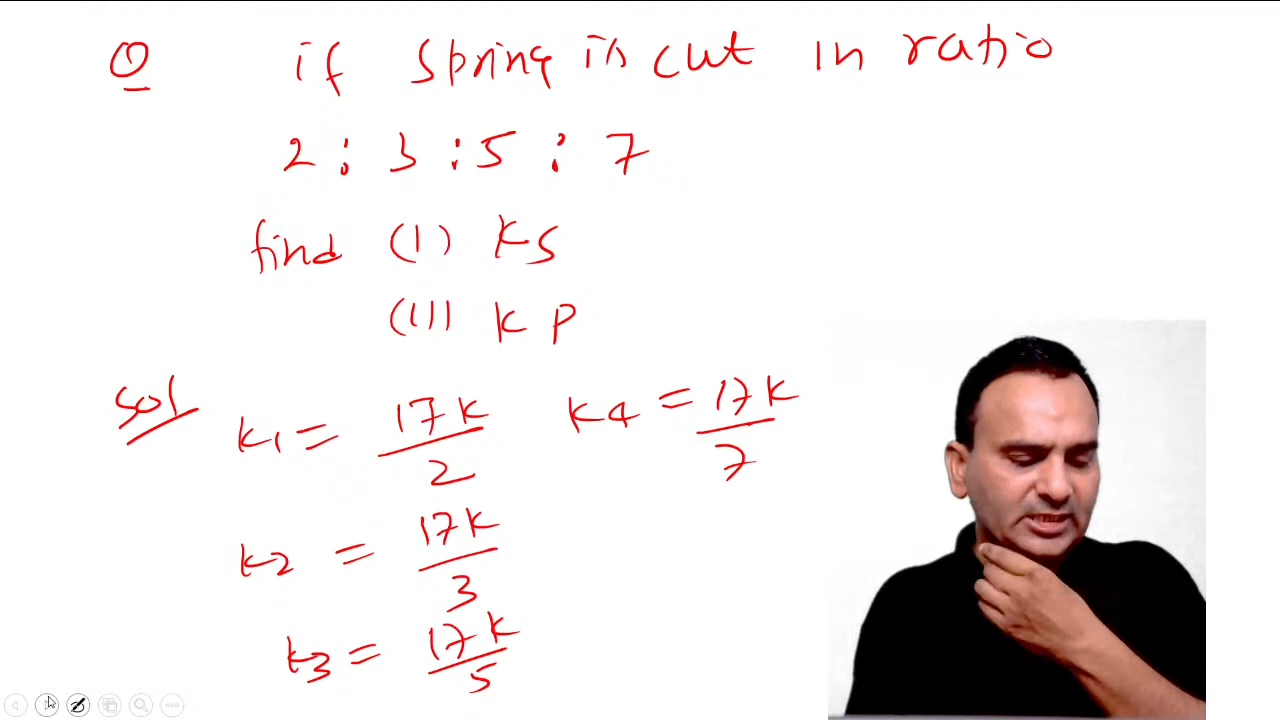 Q if spring is cut in ratio
2 : 3 : 5 : 7
find (I) KS
(II) K P
Sol K1 = 17K/2 K4 = 17K/7
K2 = 17K/3
K3 = 17K/5